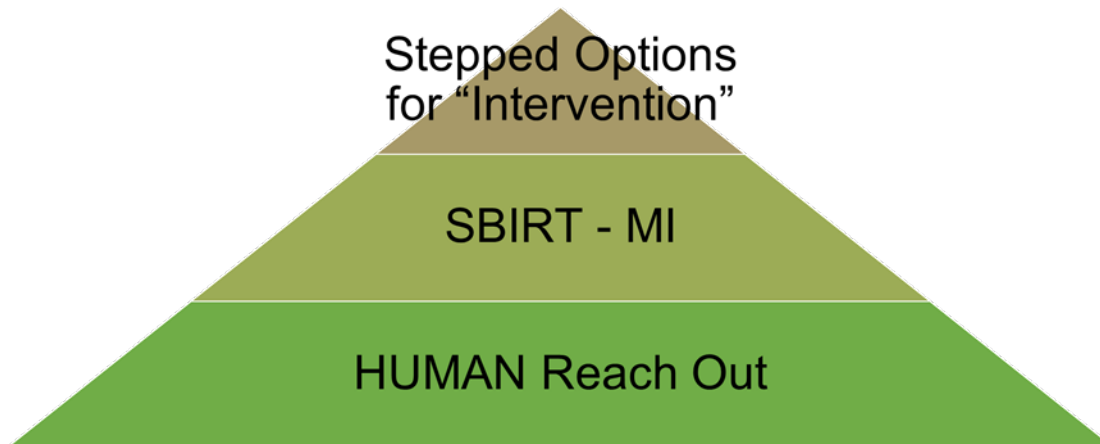 Stepped Options
for “Intervention”
SBIRT - MI
HUMAN Reach Out